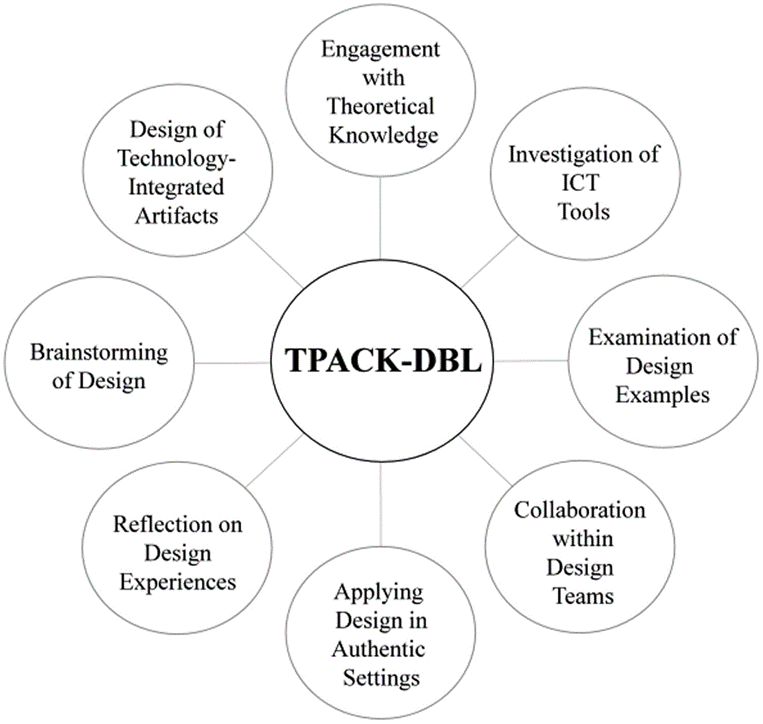 Engagement
with
Theoretical
Knowledge
Design of
Technology-
Integrated
Artifacts
Investigation of
ICT
Tools
Brainstorming
of Design
TPACK-DBL
Examination of
Design
Examples
Reflection on
Design
Experiences
Collaboration
within
Design
Teams
Applying
Design in
Authentic
Settings